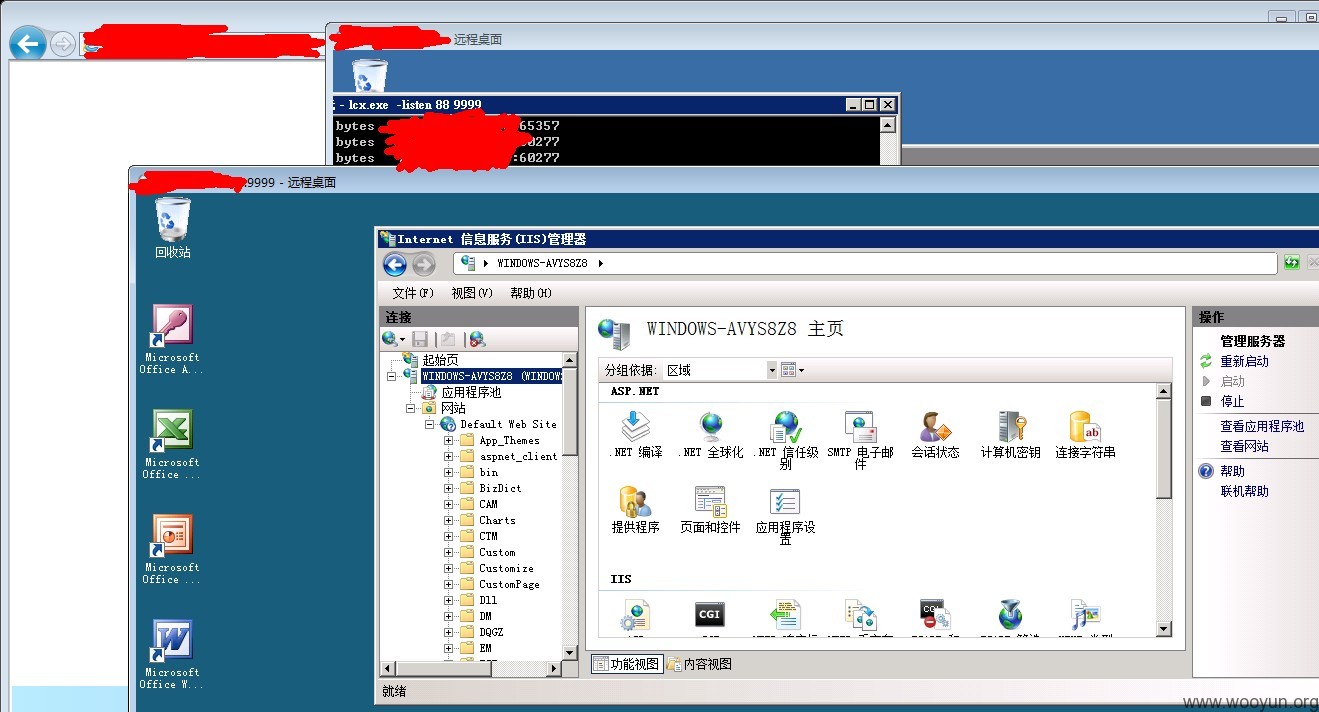 远程桌面
- lcx.exe -listen 88 9999
bytes 65357
bytes 60277
bytes :60277
:9999 - 远程桌面
回收站
Microsoft Office A...
Microsoft Office ...
Microsoft Office ...
Microsoft Office W...
Internet 信息服务(IIS)管理器
WINDOWS-AVYS8Z8
文件(F) 视图(V) 帮助(H)
连接
起始页
WINDOWS-AVYS8Z8 (WINDOW
应用程序池
网站
Default Web Site
App_Themes
aspnet_client
bin
BizDict
CAM
Charts
CTM
Custom
Customize
CustomPage
Dll
DM
DQGZ
EM
WINDOWS-AVYS8Z8 主页
分组依据: 区域
ASP.NET
.NET 编译 .NET 全球化 .NET 信任级别 SMTP 电子邮件 会话状态 计算机密钥 连接字符串
提供程序 页面和控件 应用程序设置
IIS
CGI
功能视图 内容视图
操作
管理服务器
重新启动
启动
停止
查看应用程序池
查看网站
帮助
联机帮助
就绪
www.wooyun.org